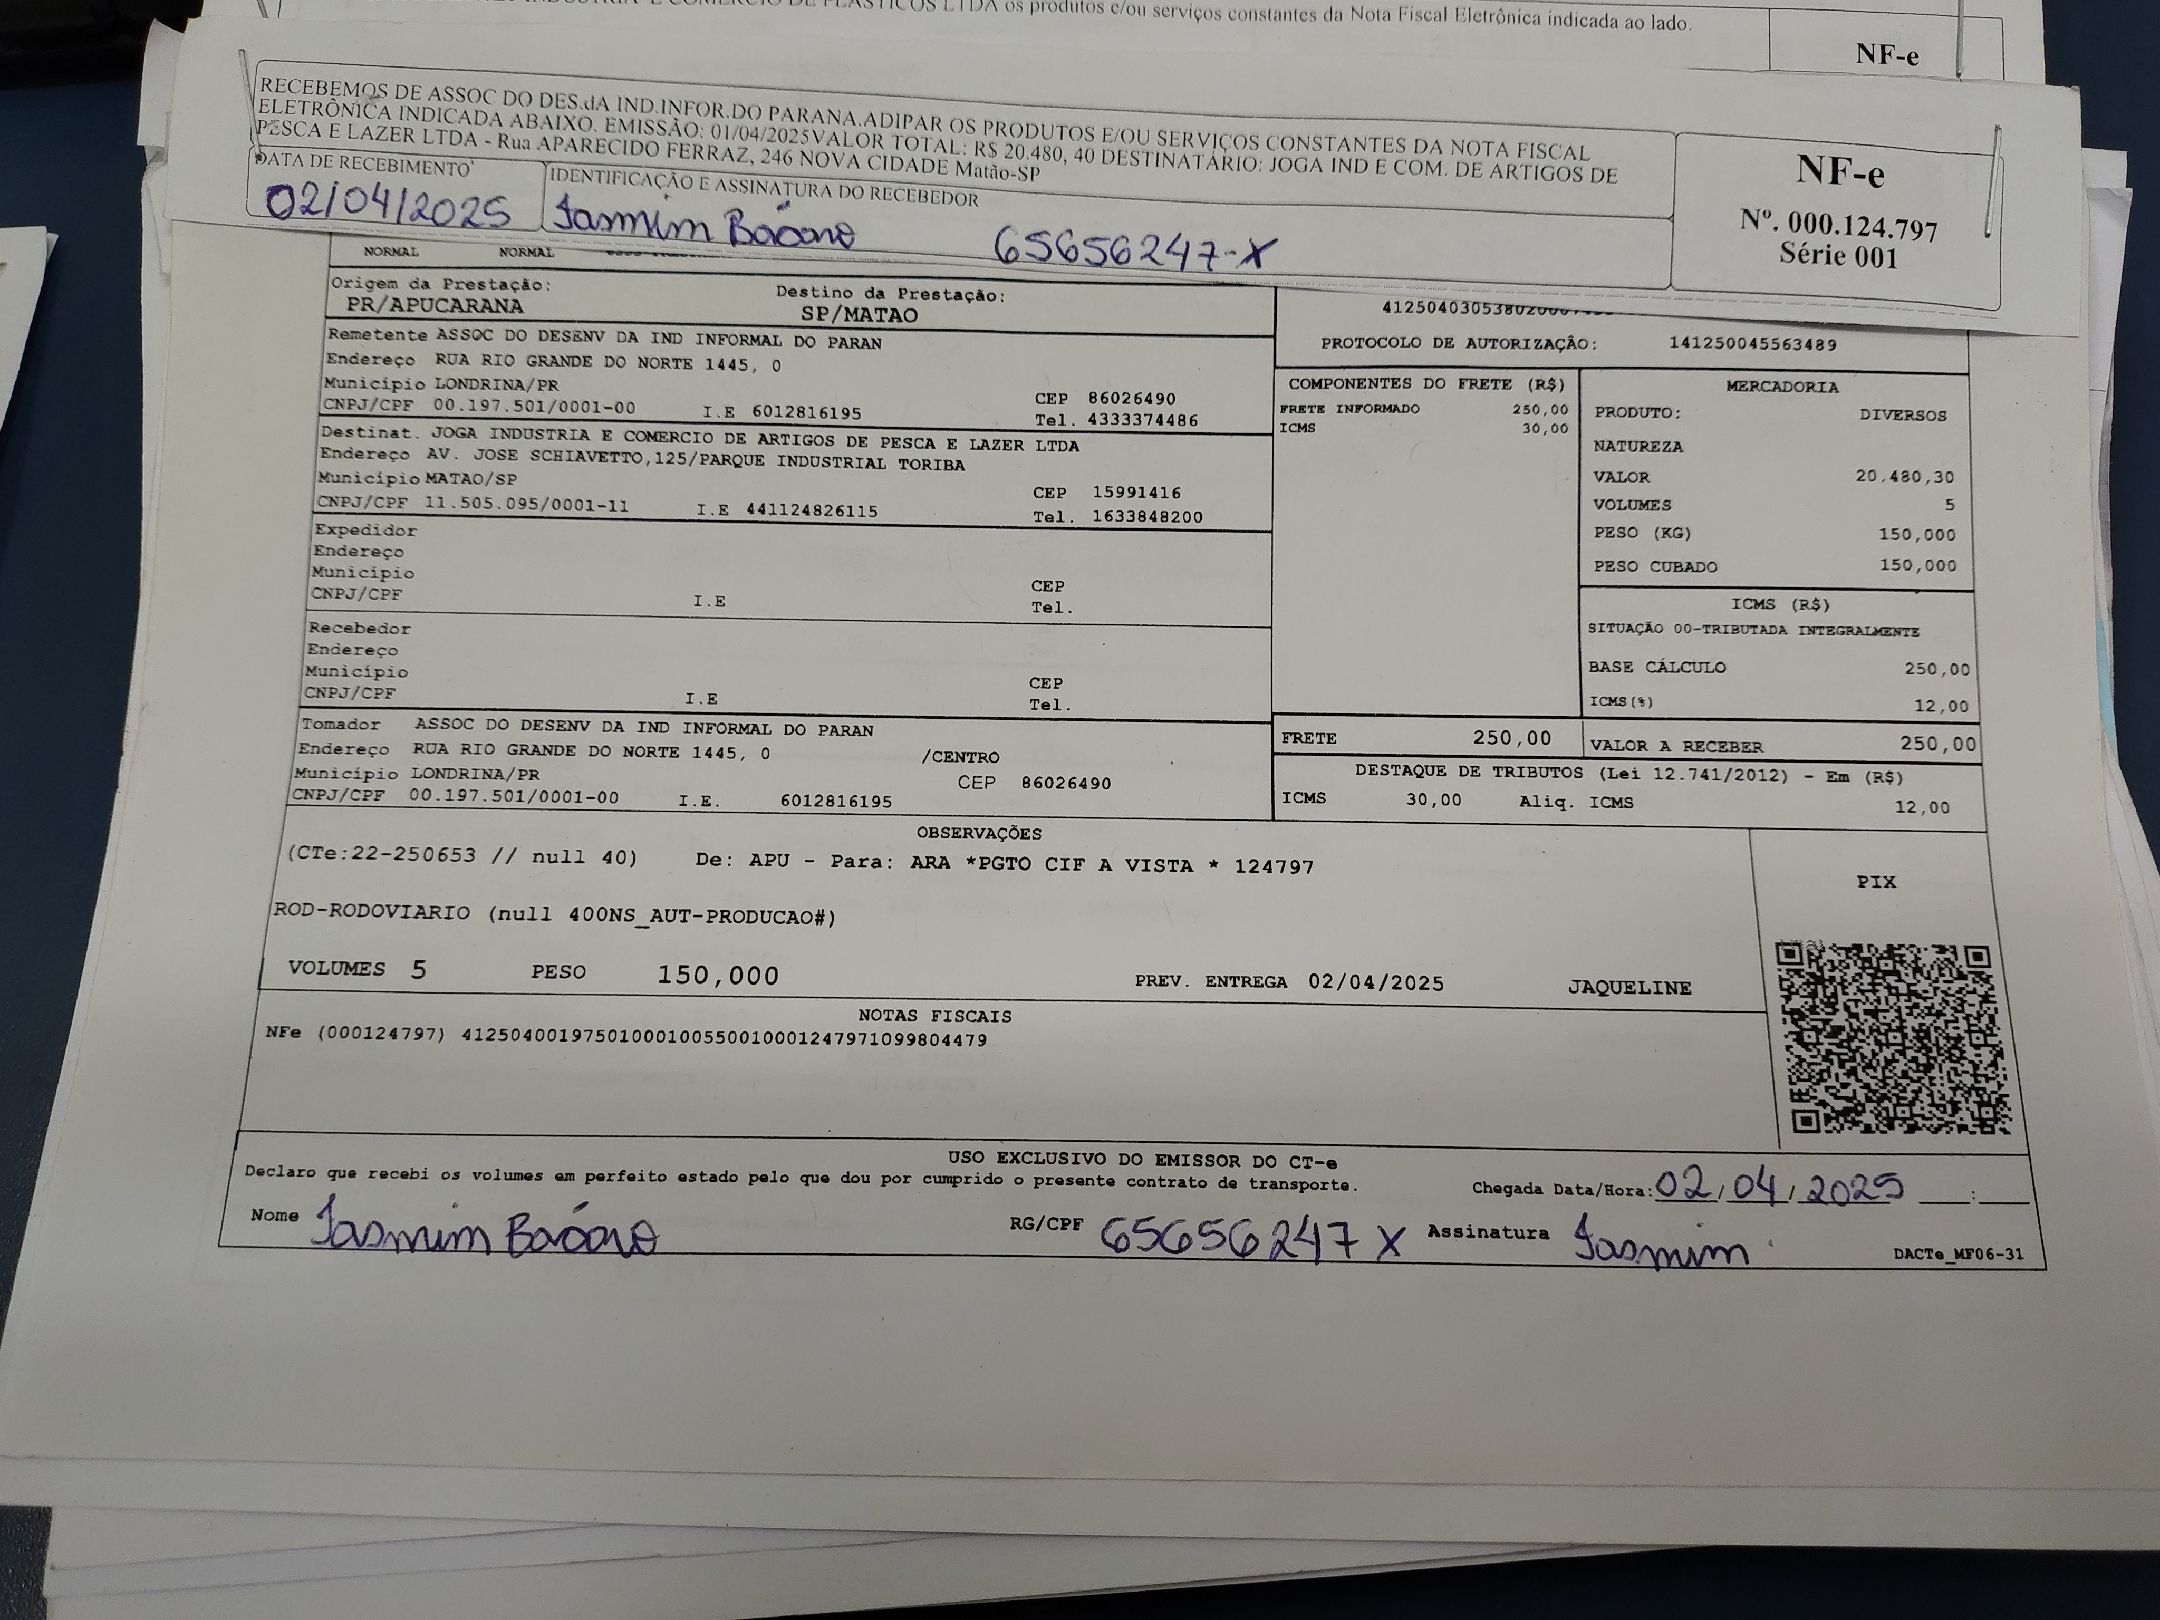 os produtos e/ou serviços constantes da Nota Fiscal Eletrônica indicada ao lado.
NF-e
RECEBEMOS DE ASSOC DO DES.dA IND.INFOR.DO PARANA.ADIPAR OS PRODUTOS E/OU SERVIÇOS CONSTANTES DA NOTA FISCAL
ELETRÔNICA INDICADA ABAIXO. EMISSÃO: 01/04/2025VALOR TOTAL: R$ 20.480, 40 DESTINATÁRIO: JOGA IND E COM. DE ARTIGOS DE
PESCA E LAZER LTDA - Rua APARECIDO FERRAZ, 246 NOVA CIDADE Matão-SP
NF-e
Nº. 000.124.797
Série 001
DATA DE RECEBIMENTO
IDENTIFICAÇÃO E ASSINATURA DO RECEBEDOR
02/04/2025 Jasmim 65656247-X
NORMAL NORMAL
Origem da Prestação: Destino da Prestação:
PR/APUCARANA SP/MATAO
Remetente ASSOC DO DESENV DA IND INFORMAL DO PARAN
Endereço RUA RIO GRANDE DO NORTE 1445, 0
Município LONDRINA/PR CEP 86026490
CNPJ/CPF 00.197.501/0001-00 I.E 6012816195 Tel. 4333374486
Destinat. JOGA INDUSTRIA E COMERCIO DE ARTIGOS DE PESCA E LAZER LTDA
Endereço AV. JOSE SCHIAVETTO,125/PARQUE INDUSTRIAL TORIBA
Município MATAO/SP CEP 15991416
CNPJ/CPF 11.505.095/0001-11 I.E 441124826115 Tel. 1633848200
Expedidor
Endereço
Município CEP
CNPJ/CPF I.E Tel.
Recebedor
Endereço
Município CEP
CNPJ/CPF I.E Tel.
Tomador ASSOC DO DESENV DA IND INFORMAL DO PARAN
Endereço RUA RIO GRANDE DO NORTE 1445, 0 /CENTRO
Município LONDRINA/PR CEP 86026490
CNPJ/CPF 00.197.501/0001-00 I.E. 6012816195
PROTOCOLO DE AUTORIZAÇÃO: 141250045563489
COMPONENTES DO FRETE (R$)
FRETE INFORMADO 250,00
ICMS 30,00
MERCADORIA
PRODUTO: DIVERSOS
NATUREZA
VALOR 20.480,30
VOLUMES 5
PESO (KG) 150,000
PESO CUBADO 150,000
ICMS (R$)
SITUAÇÃO 00-TRIBUTADA INTEGRALMENTE
BASE CÁLCULO 250,00
ICMS(%) 12,00
FRETE 250,00 VALOR A RECEBER 250,00
DESTAQUE DE TRIBUTOS (Lei 12.741/2012) - Em (R$)
ICMS 30,00 Aliq. ICMS 12,00
OBSERVAÇÕES
(CTe:22-250653 // null 40) De: APU - Para: ARA *PGTO CIF A VISTA * 124797
PIX
ROD-RODOVIARIO (null 400NS_AUT-PRODUCAO#)
VOLUMES 5 PESO 150,000 PREV. ENTREGA 02/04/2025 JAQUELINE
NOTAS FISCAIS
NFe (000124797) 41250400197501000100550010001247971099804479
USO EXCLUSIVO DO EMISSOR DO CT-e
Declaro que recebi os volumes em perfeito estado pelo que dou por cumprido o presente contrato de transporte. Chegada Data/Hora: 02/04/2025 __:__
Nome Jasmim RG/CPF 65656247 X Assinatura Jasmim
DACTe_MF06-31